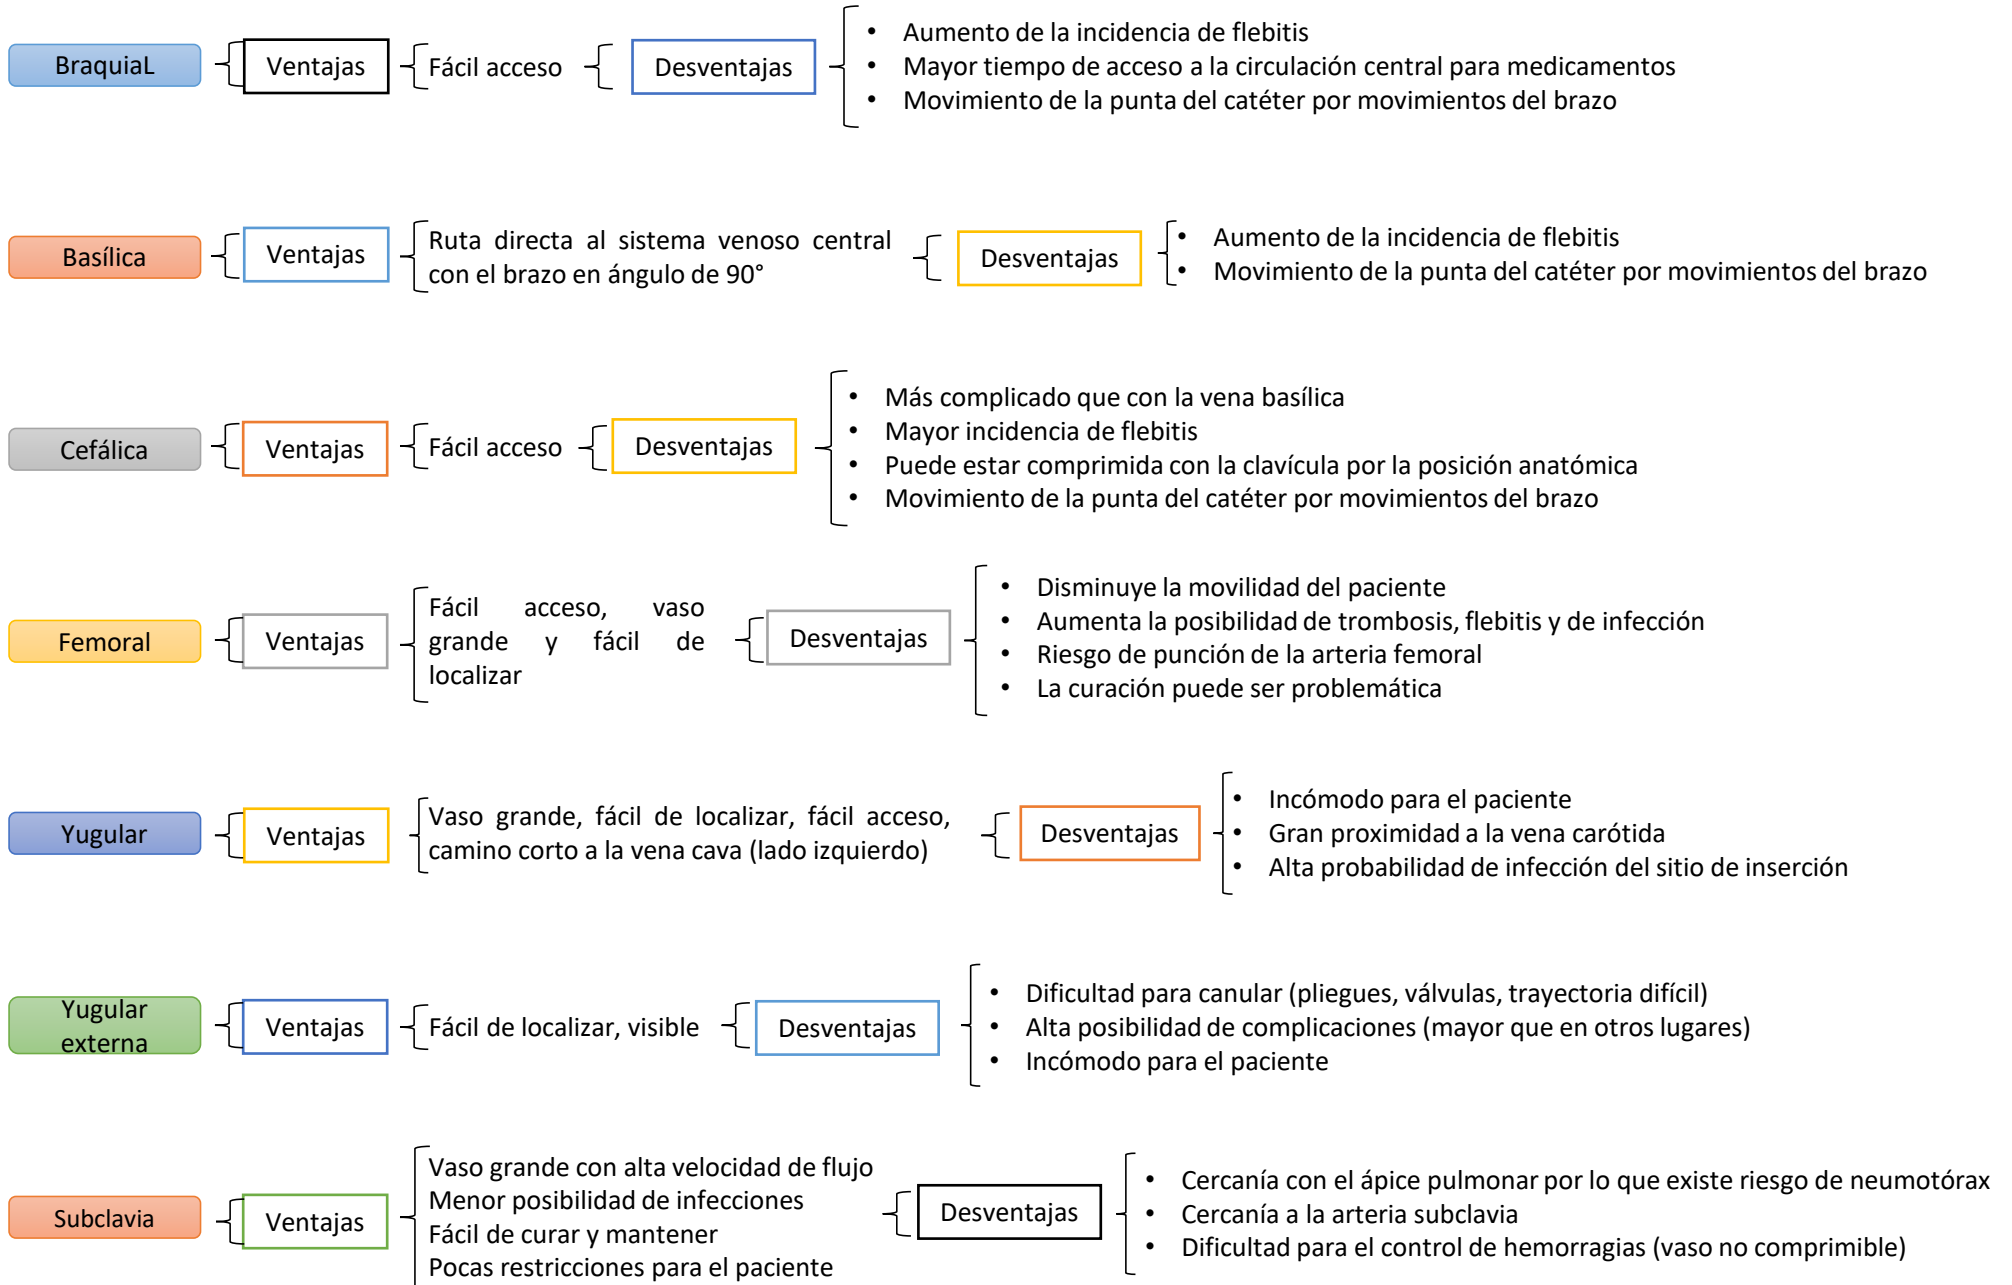 BraquiaL
Ventajas
Fácil acceso
Desventajas
• Aumento de la incidencia de flebitis
• Mayor tiempo de acceso a la circulación central para medicamentos
• Movimiento de la punta del catéter por movimientos del brazo
Basílica
Ventajas
Ruta directa al sistema venoso central
con el brazo en ángulo de 90°
Desventajas
• Aumento de la incidencia de flebitis
• Movimiento de la punta del catéter por movimientos del brazo
Cefálica
Ventajas
Fácil acceso
Desventajas
• Más complicado que con la vena basílica
• Mayor incidencia de flebitis
• Puede estar comprimida con la clavícula por la posición anatómica
• Movimiento de la punta del catéter por movimientos del brazo
Femoral
Ventajas
Fácil acceso, vaso
grande y fácil de
localizar
Desventajas
• Disminuye la movilidad del paciente
• Aumenta la posibilidad de trombosis, flebitis y de infección
• Riesgo de punción de la arteria femoral
• La curación puede ser problemática
Yugular
Ventajas
Vaso grande, fácil de localizar, fácil acceso,
camino corto a la vena cava (lado izquierdo)
Desventajas
• Incómodo para el paciente
• Gran proximidad a la vena carótida
• Alta probabilidad de infección del sitio de inserción
Yugular
externa
Ventajas
Fácil de localizar, visible
Desventajas
• Dificultad para canular (pliegues, válvulas, trayectoria difícil)
• Alta posibilidad de complicaciones (mayor que en otros lugares)
• Incómodo para el paciente
Subclavia
Ventajas
Vaso grande con alta velocidad de flujo
Menor posibilidad de infecciones
Fácil de curar y mantener
Pocas restricciones para el paciente
Desventajas
• Cercanía con el ápice pulmonar por lo que existe riesgo de neumotórax
• Cercanía a la arteria subclavia
• Dificultad para el control de hemorragias (vaso no comprimible)